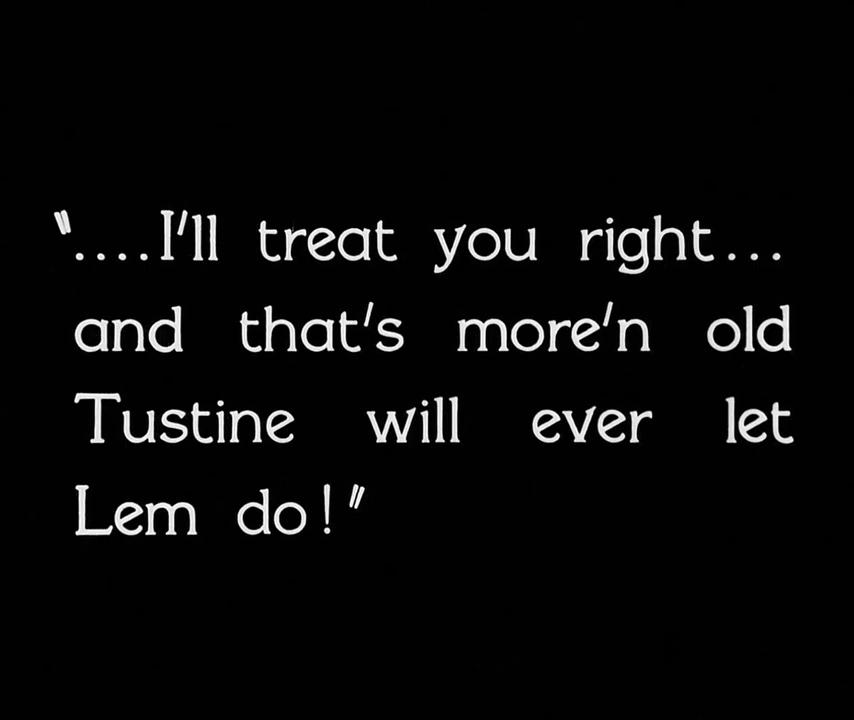 "....I'll treat you right...
and that's more'n old
Tustine will ever let
Lem do!"